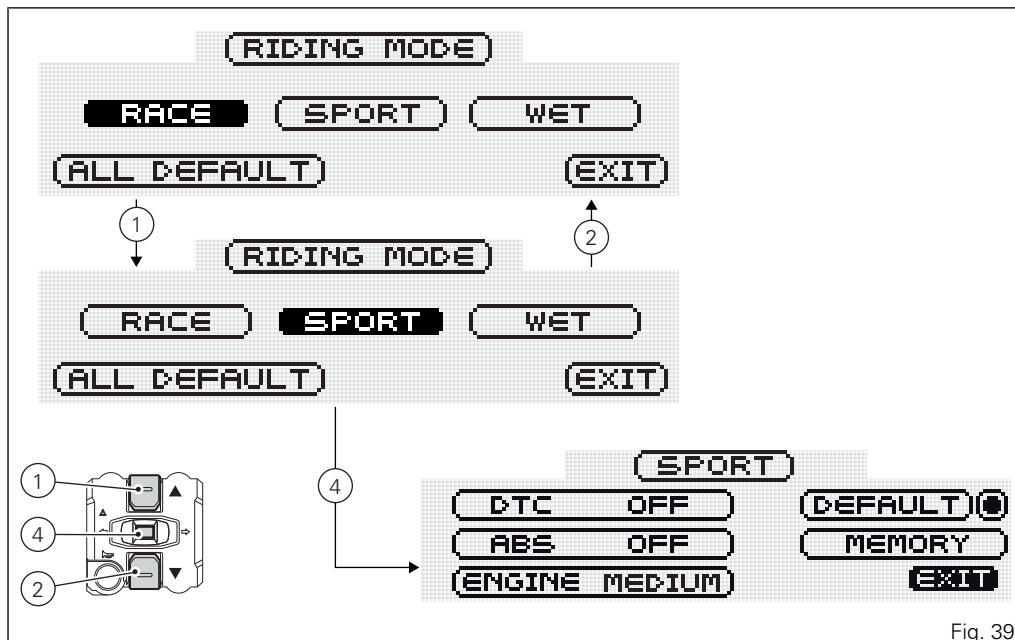 RIDING MODE
RACE SPORT WET
ALL DEFAULT EXIT
1 2
RIDING MODE
RACE SPORT WET
ALL DEFAULT EXIT
4
SPORT
DTC OFF DEFAULT
ABS OFF MEMORY
ENGINE MEDIUM EXIT
1
4
2
Fig. 39